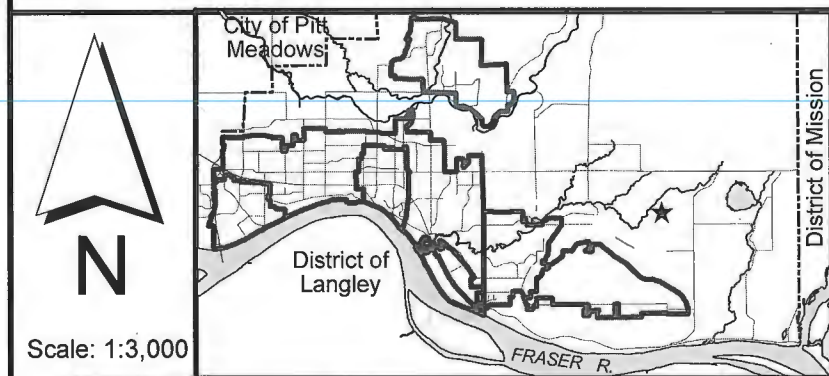 City of Pitt
Meadows
District of Mission
District of
Langley
N
Scale: 1:3,000
FRASER R.